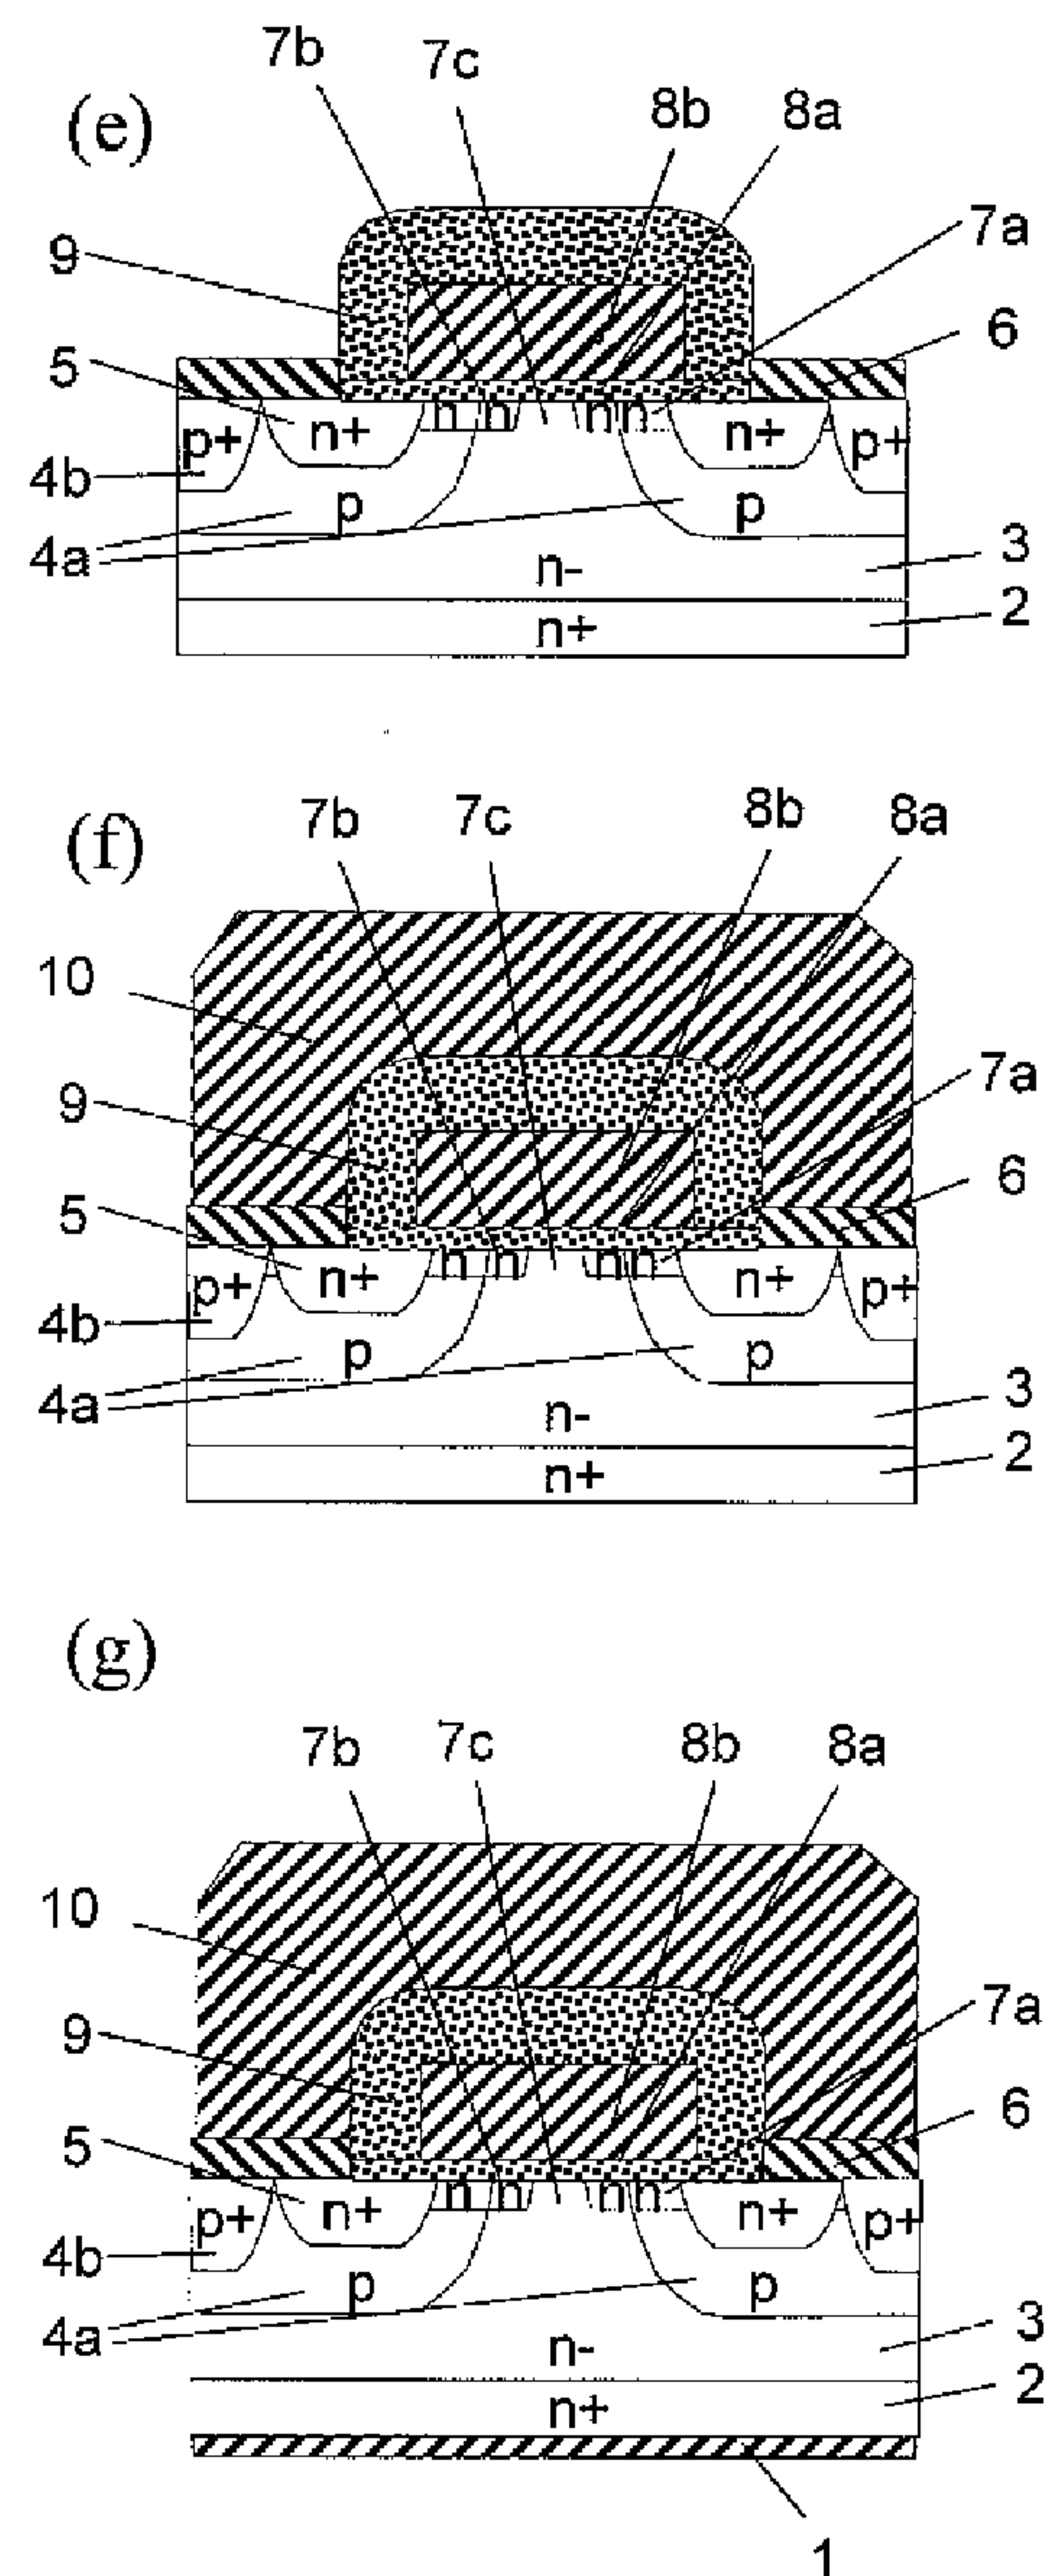 (e)
7b 7c 8b 8a
9 7a
5 6
p+ n+ n n n n n+ p+
4b p p
4a n- 3
n+ 2
(f)
7b 7c 8b 8a
10
9 7a
5 6
p+ n+ n n n n n+ p+
4b p p
4a n- 3
n+ 2
(g)
7b 7c 8b 8a
10
9 7a
5 6
p+ n+ n n n n n+ p+
4b p p
4a n- 3
n+ 2
1